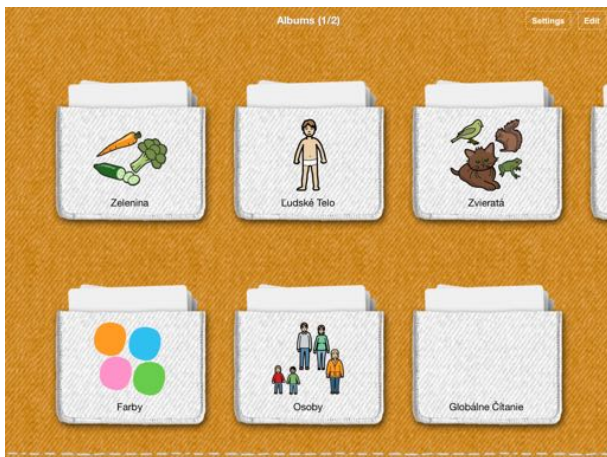 Albums (1/2)
Settings
Edit
Zelenina
Ľudské Telo
Zvieratá
Farby
Osoby
Globálne Čítanie